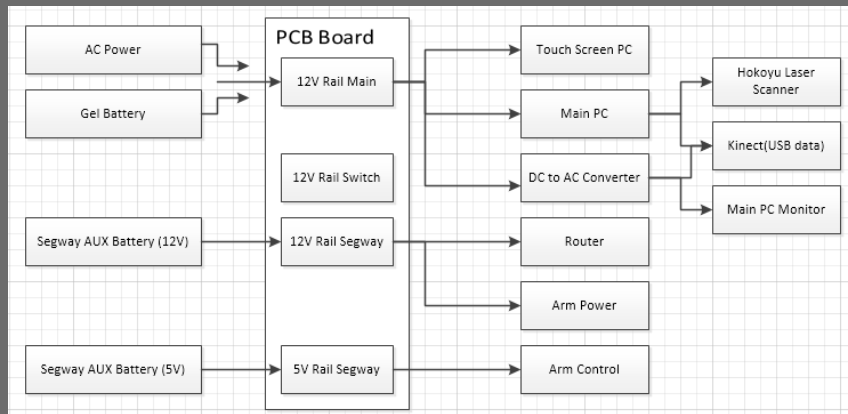 PCB Board
AC Power
12V Rail Main
Touch Screen PC
Hokoyu Laser
Scanner
Gel Battery
Main PC
Kinect(USB data)
12V Rail Switch
DC to AC Converter
Main PC Monitor
Segway AUX Battery (12V)
12V Rail Segway
Router
Arm Power
Segway AUX Battery (5V)
5V Rail Segway
Arm Control